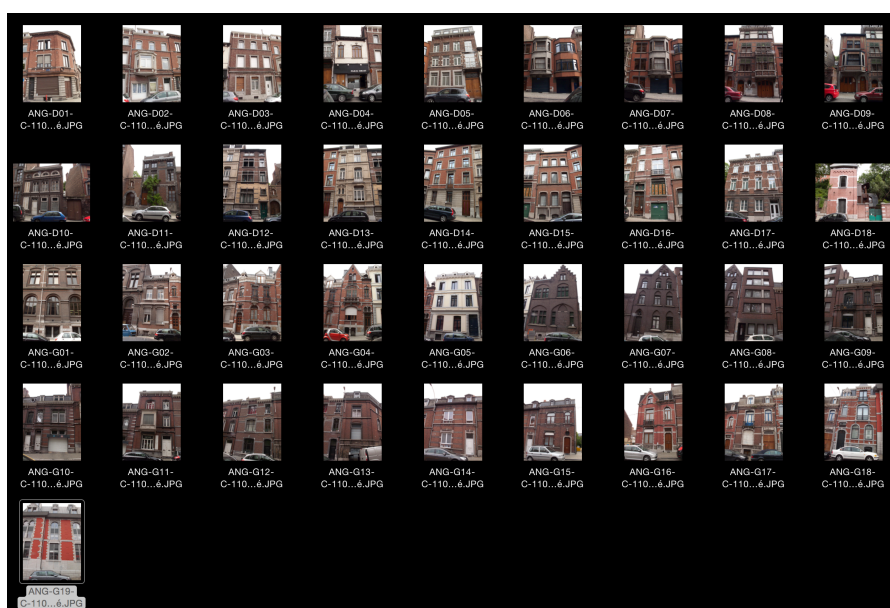 ANG-D01-
C-110...é.JPG
ANG-D02-
C-110...é.JPG
ANG-D03-
C-110...é.JPG
ANG-D04-
C-110...é.JPG
ANG-D05-
C-110...é.JPG
ANG-D06-
C-110...é.JPG
ANG-D07-
C-110...é.JPG
ANG-D08-
C-110...é.JPG
ANG-D09-
C-110...é.JPG
ANG-D10-
C-110...é.JPG
ANG-D11-
C-110...é.JPG
ANG-D12-
C-110...é.JPG
ANG-D13-
C-110...é.JPG
ANG-D14-
C-110...é.JPG
ANG-D15-
C-110...é.JPG
ANG-D16-
C-110...é.JPG
ANG-D17-
C-110...é.JPG
ANG-D18-
C-110...é.JPG
ANG-G01-
C-110...é.JPG
ANG-G02-
C-110...é.JPG
ANG-G03-
C-110...é.JPG
ANG-G04-
C-110...é.JPG
ANG-G05-
C-110...é.JPG
ANG-G06-
C-110...é.JPG
ANG-G07-
C-110...é.JPG
ANG-G08-
C-110...é.JPG
ANG-G09-
C-110...é.JPG
ANG-G10-
C-110...é.JPG
ANG-G11-
C-110...é.JPG
ANG-G12-
C-110...é.JPG
ANG-G13-
C-110...é.JPG
ANG-G14-
C-110...é.JPG
ANG-G15-
C-110...é.JPG
ANG-G16-
C-110...é.JPG
ANG-G17-
C-110...é.JPG
ANG-G18-
C-110...é.JPG
ANG-G19-
C-110...é.JPG